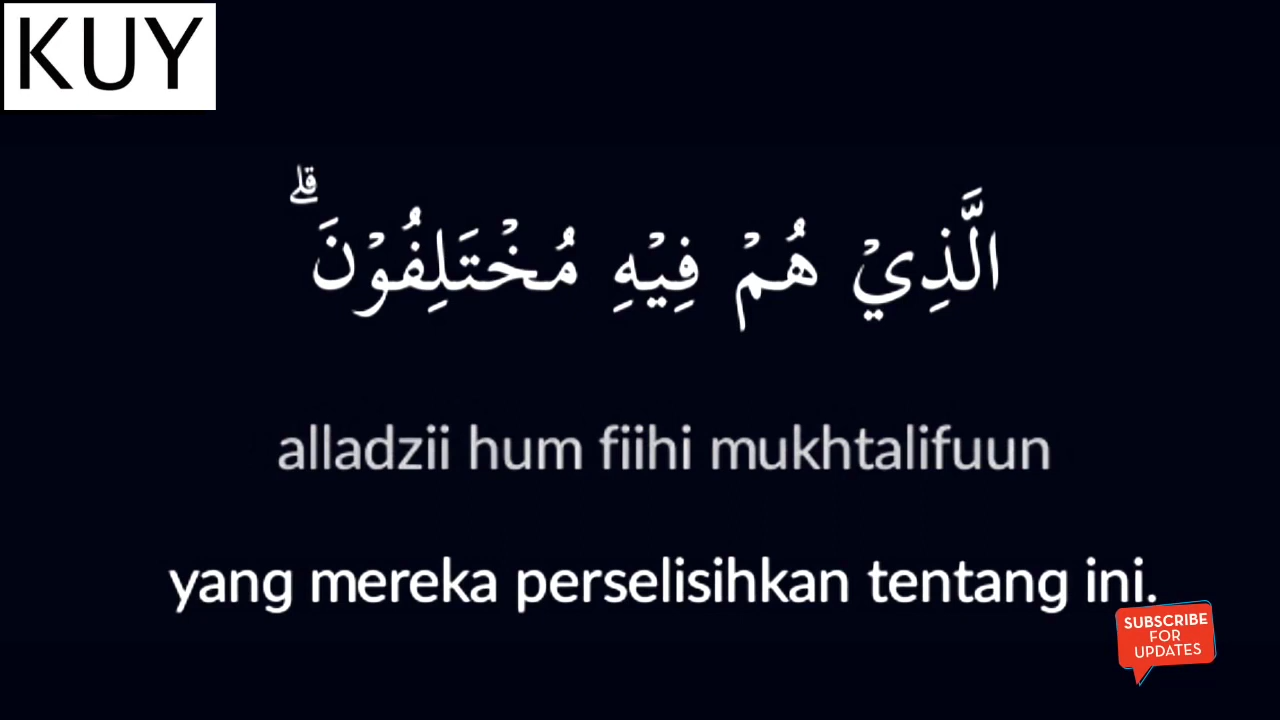 KUY
الَّذِيْ هُمْ فِيْهِ مُخْتَلِفُوْنَۗ
alladzii hum fiihi mukhtalifuun
yang mereka perselisihkan tentang ini.
SUBSCRIBE
FOR
UPDATES